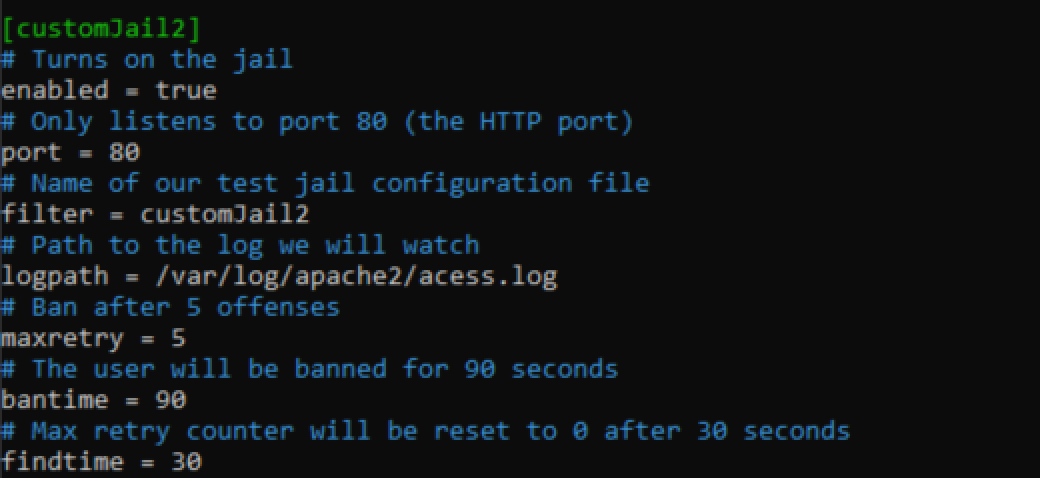 [customJail2]
# Turns on the jail
enabled = true
# Only listens to port 80 (the HTTP port)
port = 80
# Name of our test jail configuration file
filter = customJail2
# Path to the log we will watch
logpath = /var/log/apache2/acess.log
# Ban after 5 offenses
maxretry = 5
# The user will be banned for 90 seconds
bantime = 90
# Max retry counter will be reset to 0 after 30 seconds
findtime = 30